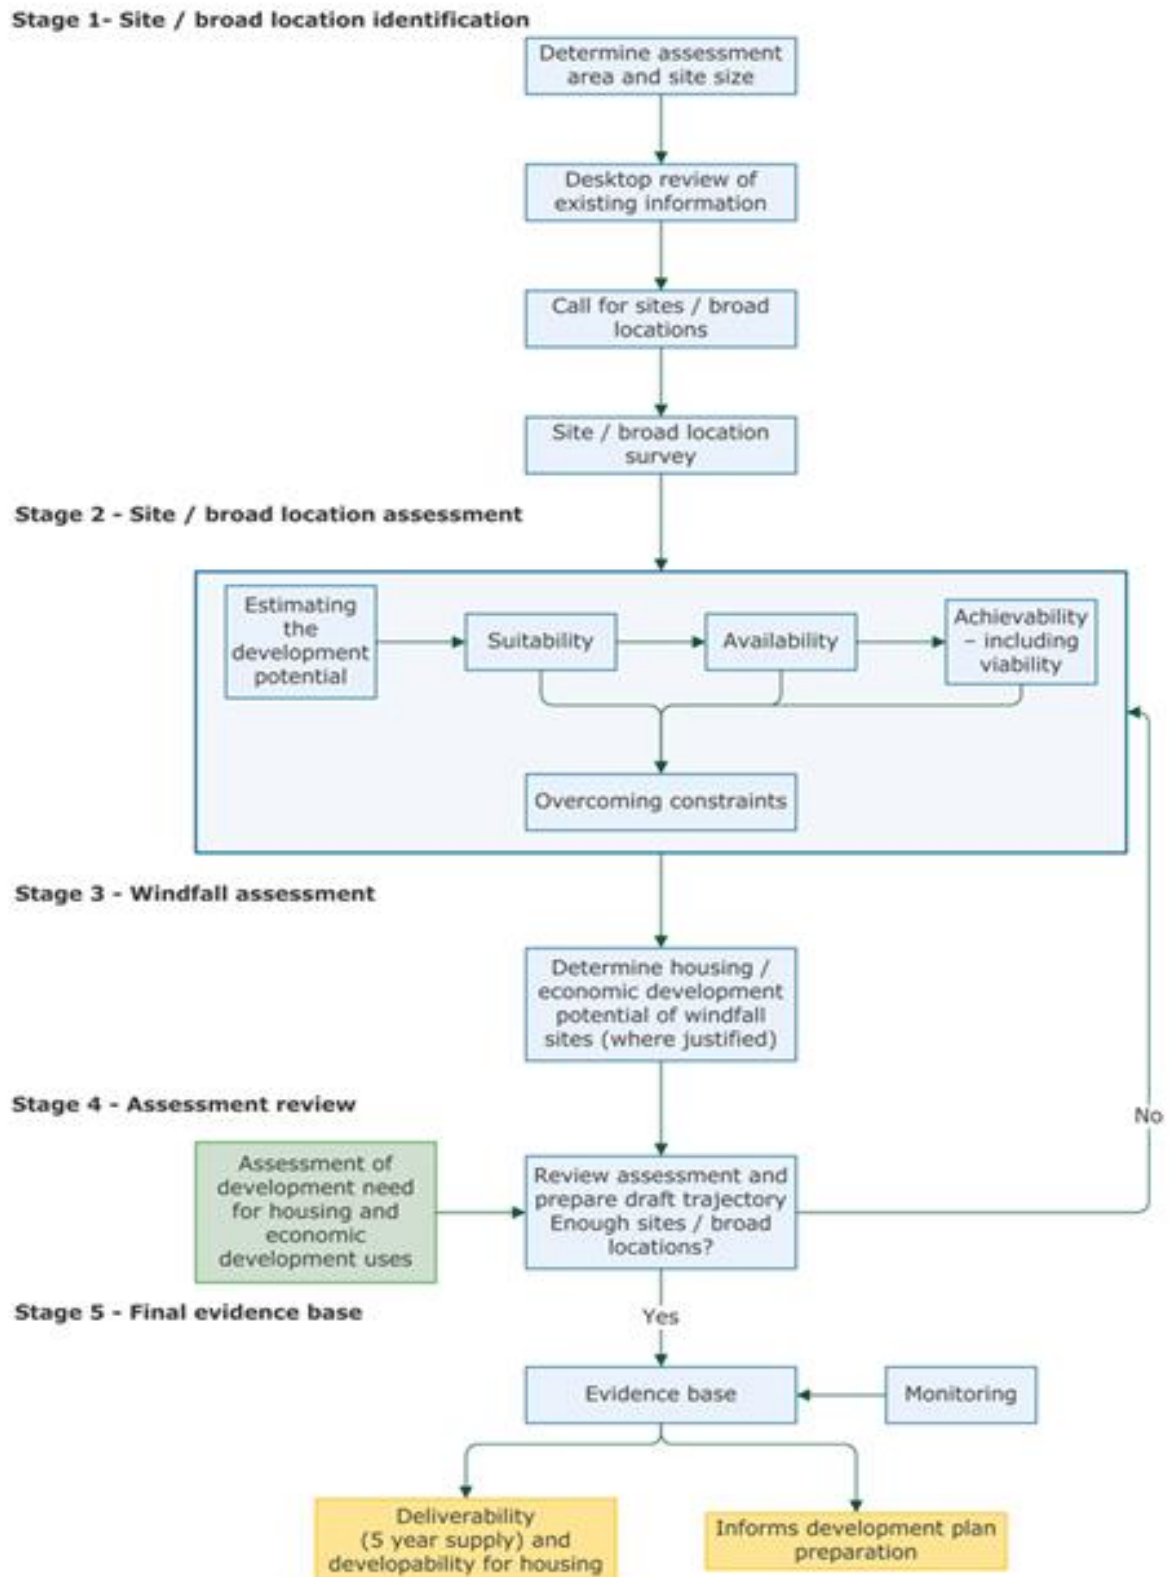 Stage 1- Site / broad location identification
Determine assessment
area and site size
Desktop review of
existing information
Call for sites / broad
locations
Site / broad location
survey
Stage 2 - Site / broad location assessment
Estimating
the
development
potential
Suitability
Availability
Achievability
– including
viability
Overcoming constraints
Stage 3 - Windfall assessment
Determine housing /
economic development
potential of windfall
sites (where justified)
Stage 4 - Assessment review
No
Assessment of
development need
for housing and
economic
development uses
Review assessment and
prepare draft trajectory
Enough sites / broad
locations?
Stage 5 - Final evidence base
Yes
Evidence base
Monitoring
Deliverability
(5 year supply) and
developability for housing
Informs development plan
preparation